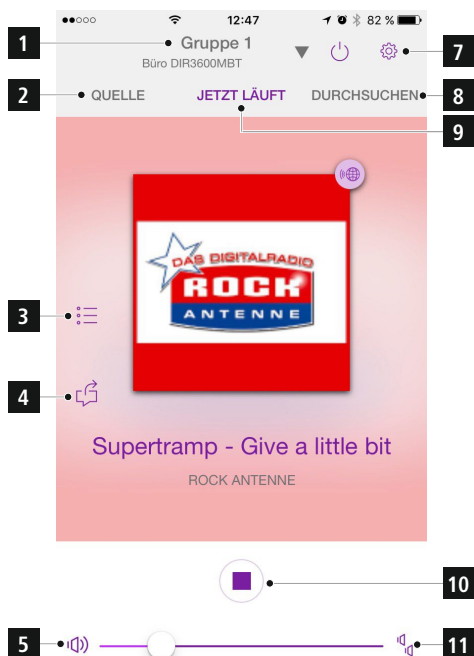 12:47
82 %
1
Gruppe 1
Büro DIR3600MBT
7
2
QUELLE
JETZT LÄUFT
DURCHSUCHEN
8
9
DAS DIGITALRADIO
ROCK
ANTENNE
3
4
Supertramp - Give a little bit
ROCK ANTENNE
10
5
11